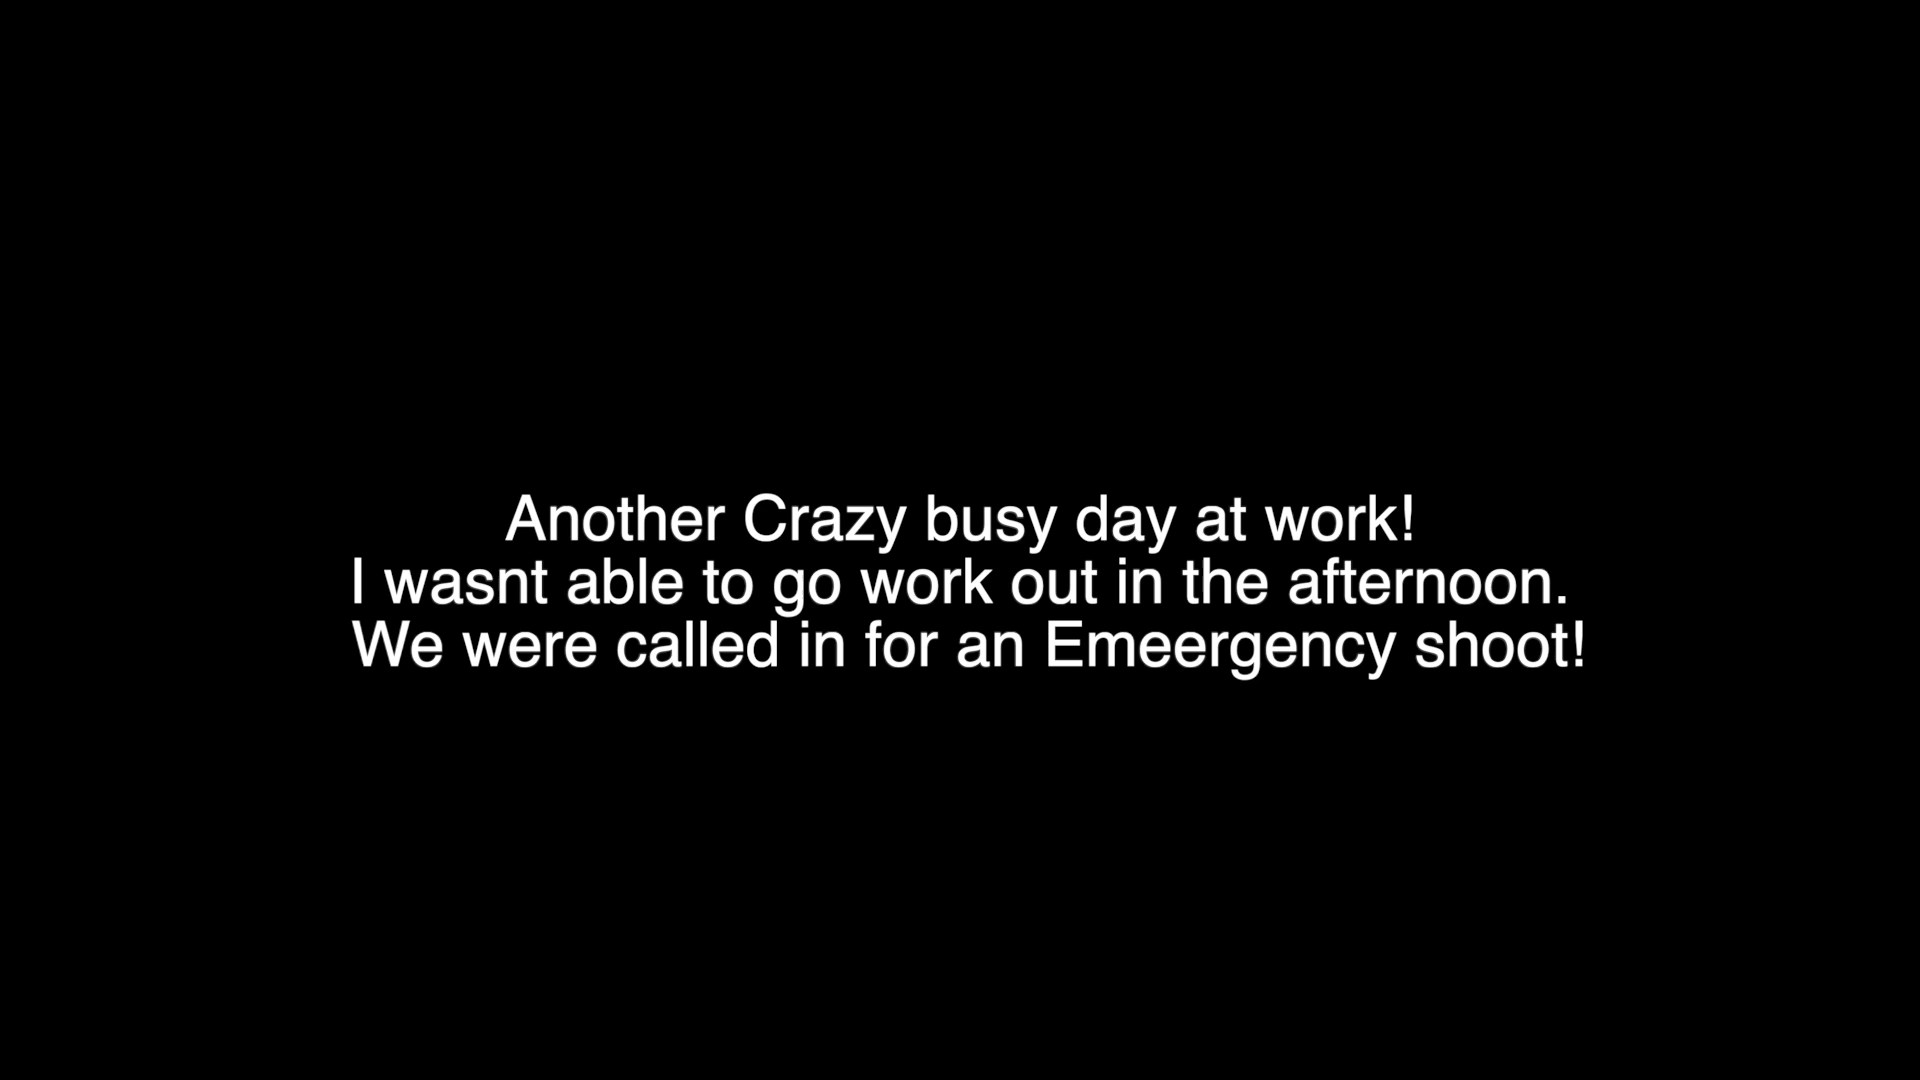 Another Crazy busy day at work!
I wasnt able to go work out in the afternoon.
We were called in for an Emeergency shoot!